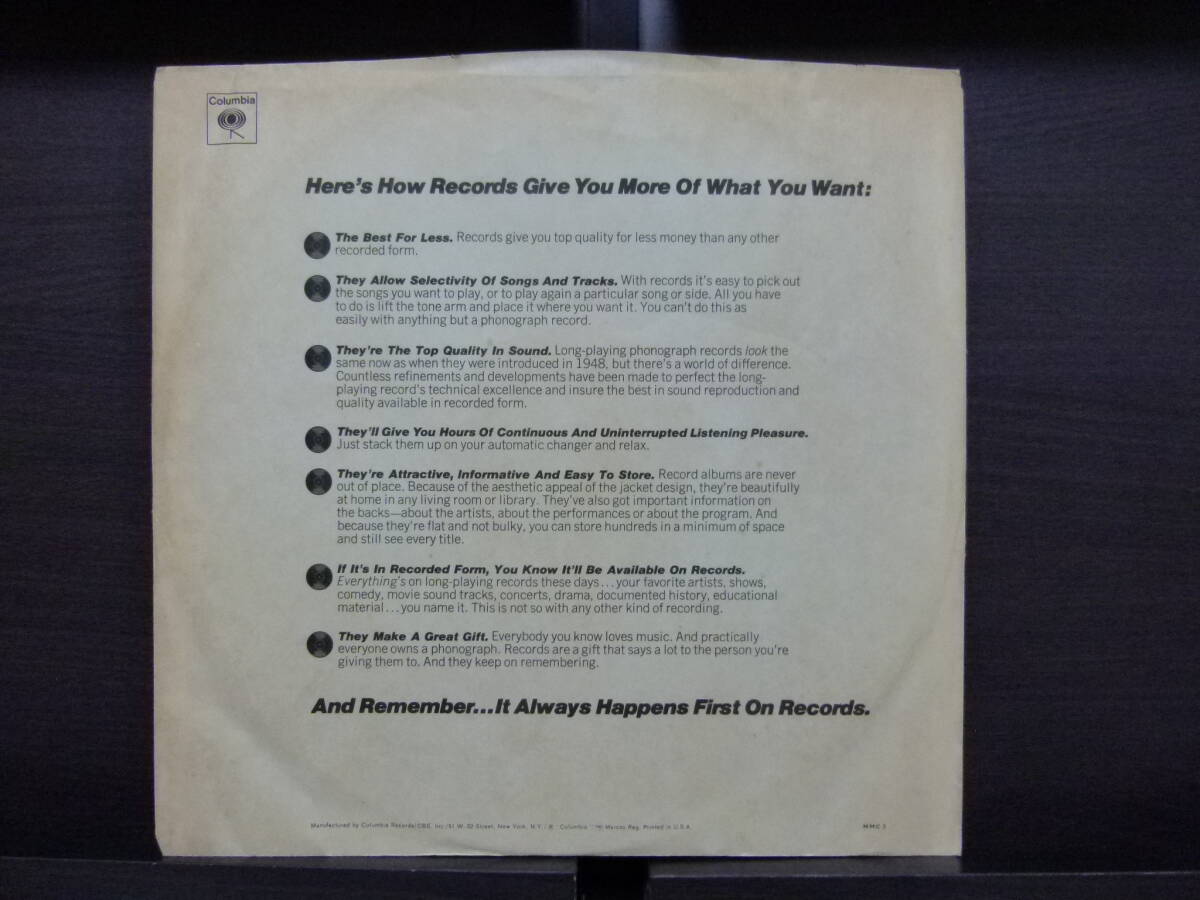 Columbia
Here's How Records Give You More Of What You Want:
The Best For Less. Records give you top quality for less money than any other
recorded form.
They Allow Selectivity Of Songs And Tracks. With records it's easy to pick out
the songs you want to play, or to play again a particular song or side. All you have
to do is lift the tone arm and place it where you want it. You can't do this as
easily with anything but a phonograph record.
They're The Top Quality In Sound. Long-playing phonograph records look the
same now as when they were introduced in 1948, but there's a world of difference.
Countless refinements and developments have been made to perfect the long-
playing record's technical excellence and insure the best in sound reproduction and
quality available in recorded form.
They'll Give You Hours Of Continuous And Uninterrupted Listening Pleasure.
Just stack them up on your automatic changer and relax.
They're Attractive, Informative And Easy To Store. Record albums are never
out of place. Because of the aesthetic appeal of the jacket design, they're beautifully
at home in any living room or library. They've also got important information on
the backs—about the artists, about the performances or about the program. And
because they're flat and not bulky, you can store hundreds in a minimum of space
and still see every title.
If It's In Recorded Form, You Know It'll Be Available On Records.
Everything's on long-playing records these days...your favorite artists, shows,
comedy, movie sound tracks, concerts, drama, documented history, educational
material...you name it. This is not so with any other kind of recording.
They Make A Great Gift. Everybody you know loves music. And practically
everyone owns a phonograph. Records are a gift that says a lot to the person you're
giving them to. And they keep on remembering.
And Remember...It Always Happens First On Records.
Manufactured by Columbia Records/CBS, Inc./51 W. 52 Street, New York, N.Y./ ® Columbia, Marcas Reg. Printed in U.S.A.